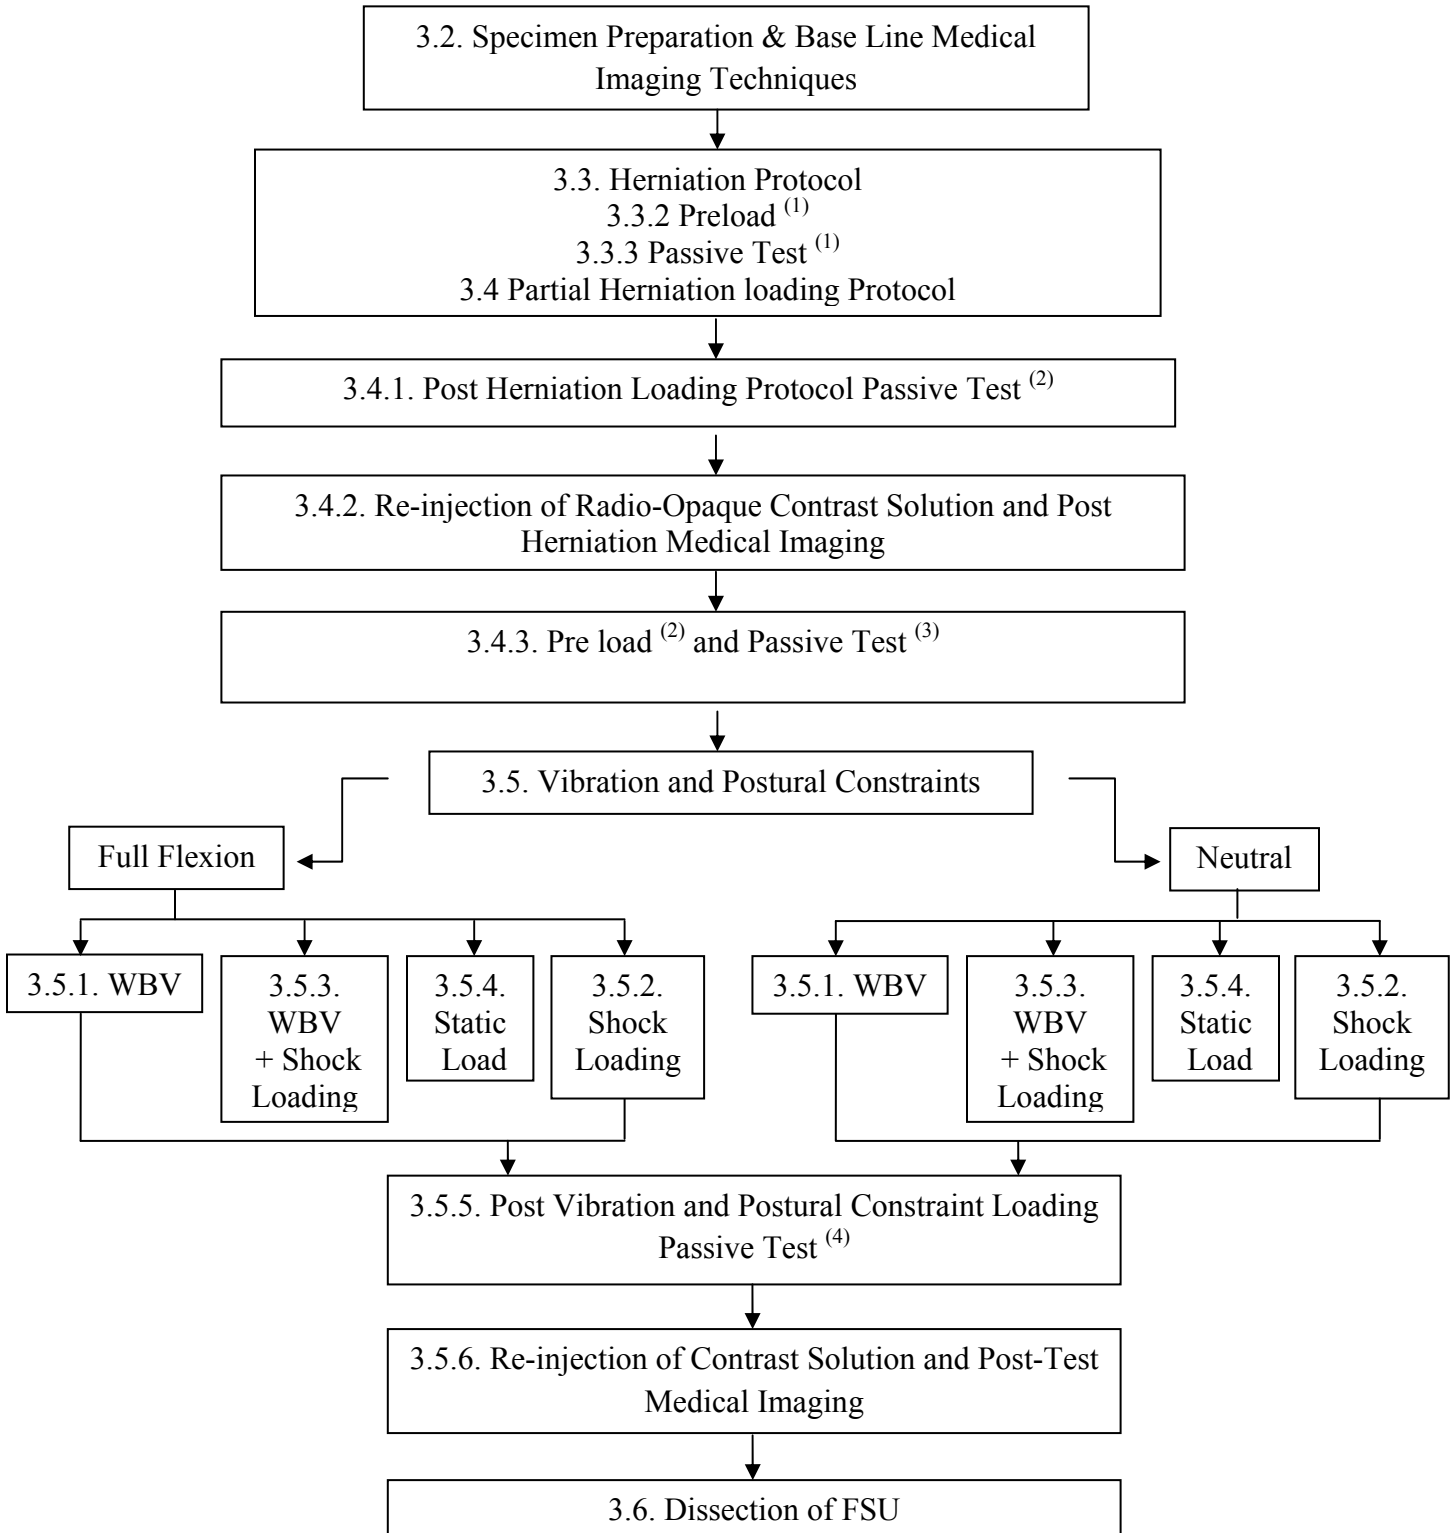 3.2. Specimen Preparation & Base Line Medical
Imaging Techniques
3.3. Herniation Protocol
3.3.2 Preload (1)
3.3.3 Passive Test (1)
3.4 Partial Herniation loading Protocol
3.4.1. Post Herniation Loading Protocol Passive Test (2)
3.4.2. Re-injection of Radio-Opaque Contrast Solution and Post
Herniation Medical Imaging
3.4.3. Pre load (2) and Passive Test (3)
3.5. Vibration and Postural Constraints
Full Flexion
Neutral
3.5.1. WBV
3.5.3.
WBV
+ Shock
Loading
3.5.4.
Static
Load
3.5.2.
Shock
Loading
3.5.1. WBV
3.5.3.
WBV
+ Shock
Loading
3.5.4.
Static
Load
3.5.2.
Shock
Loading
3.5.5. Post Vibration and Postural Constraint Loading
Passive Test (4)
3.5.6. Re-injection of Contrast Solution and Post-Test
Medical Imaging
3.6. Dissection of FSU